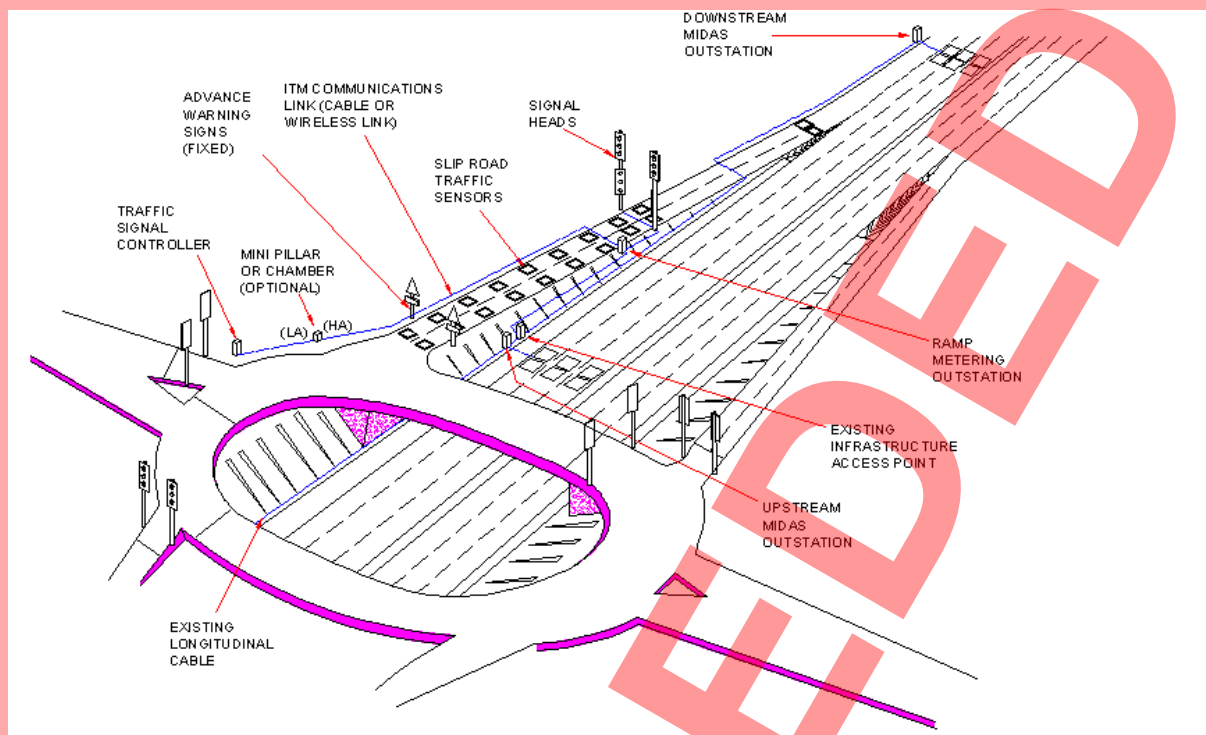 DOWNSTREAM
MIDAS
OUTSTATION
ITM COMMUNICATIONS
LINK (CABLE OR
WIRELESS LINK)
ADVANCE
WARNING
SIGNS
(FIXED)
SIGNAL
HEADS
SLIP ROAD
TRAFFIC
SENSORS
TRAFFIC
SIGNAL
CONTROLLER
MINI PILLAR
OR CHAMBER
(OPTIONAL)
(LA)
(HA)
RAMP
METERING
OUTSTATION
EXISTING
INFRASTRUCTURE
ACCESS POINT
UPSTREAM
MIDAS
OUTSTATION
EXISTING
LONGITUDINAL
CABLE
EDED